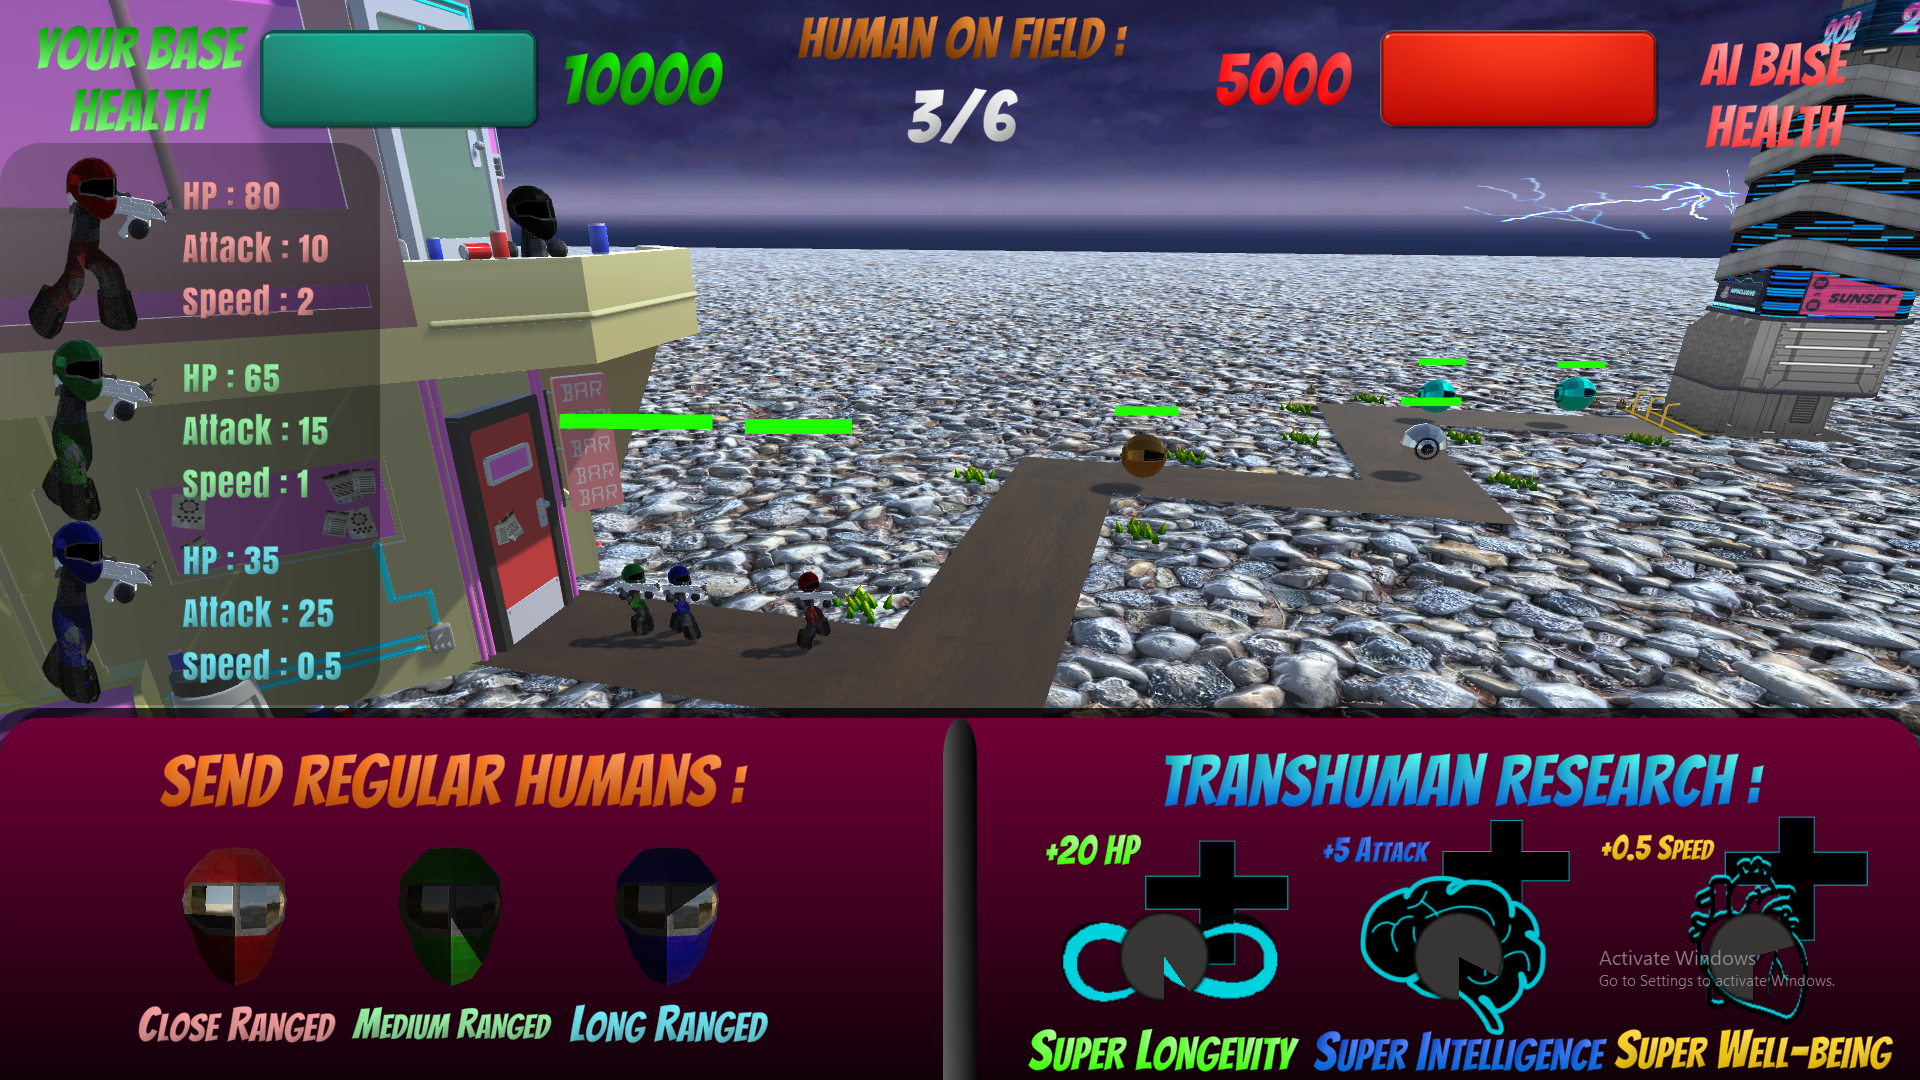 YOUR BASE
HEALTH
10000
HUMAN ON FIELD :
3/6
5000
AI BASE
HEALTH
202
HP : 80
Attack : 10
Speed : 2
HP : 65
Attack : 15
Speed : 1
HP : 35
Attack : 25
Speed : 0.5
SUNSET
BAR
BAR
BAR
BAR
SEND REGULAR HUMANS :
CLOSE RANGED
MEDIUM RANGED
LONG RANGED
TRANSHUMAN RESEARCH :
+20 HP
+5 ATTACK
+0.5 SPEED
SUPER LONGEVITY
SUPER INTELLIGENCE
SUPER WELL-BEING
Activate Windows
Go to Settings to activate Windows.